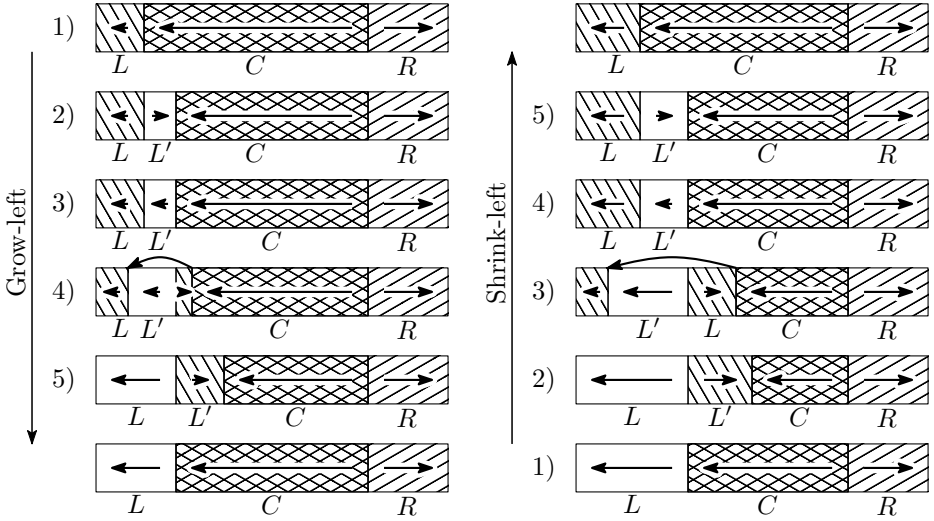 Grow-left
1)
L C R
2)
L L′ C R
3)
L L′ C R
4)
L L′ C R
5)
L L′ C R
L C R
Shrink-left
L C R
5)
L L′ C R
4)
L L′ C R
3)
L′ L C R
2)
L L′ C R
1)
L C R